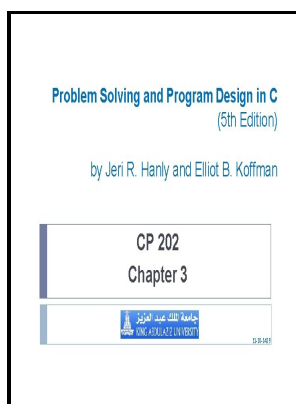 Problem Solving and Program Design in C
(5th Edition)
by Jeri R. Hanly and Elliot B. Koffman
CP 202
Chapter 3
جامعة الملك عبد العزيز
KING ABDULAZIZ UNIVERSITY